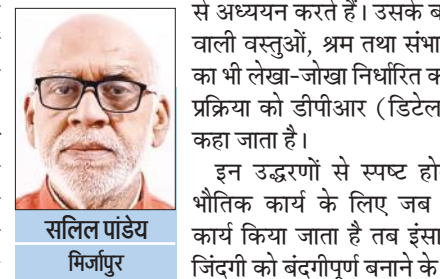 से अध्ययन करते हैं। उसके
वाली वस्तुओं, श्रम तथा
का भी लेखा-जोखा निर्धारित
प्रक्रिया को डीपीआर (डिटेल
कहा जाता है।
इन उद्धरणों से स्पष्ट
भौतिक कार्य के लिए जब
कार्य किया जाता है तब
जिंदगी को बंदगीपूर्ण बनाने के
सलिल पांडेय
मिर्जापुर